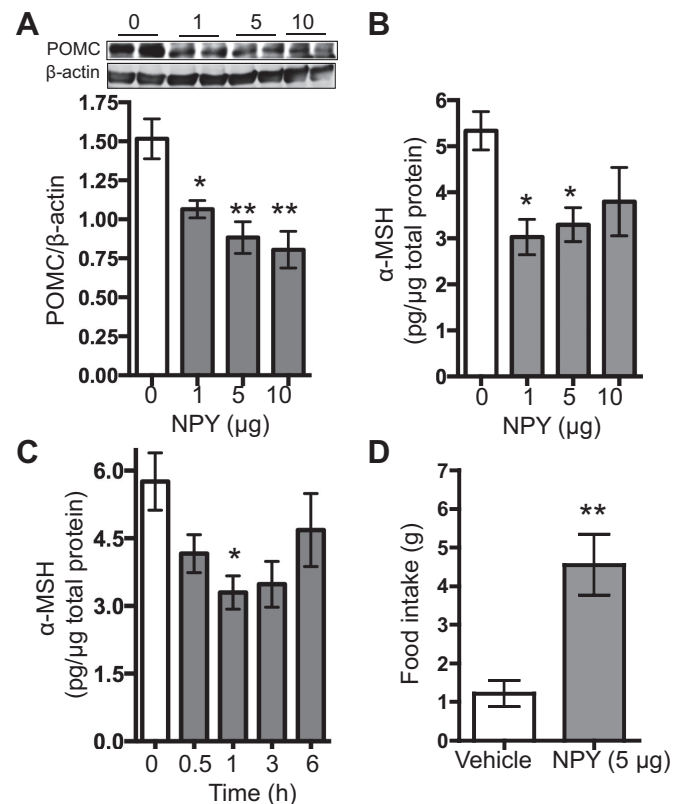 A
0 1 5 10
POMC
β-actin
1.75
1.50
1.25
1.00
0.75
0.50
0.25
0.00
POMC/β-actin
* ** **
0 1 5 10
NPY (µg)
B
6
5
4
3
2
1
0
α-MSH
(pg/µg total protein)
* *
0 1 5 10
NPY (µg)
C
6.0
4.5
3.0
1.5
0.0
α-MSH
(pg/µg total protein)
*
0 0.5 1 3 6
Time (h)
D
7
6
5
4
3
2
1
0
Food intake (g)
**
Vehicle NPY (5 µg)